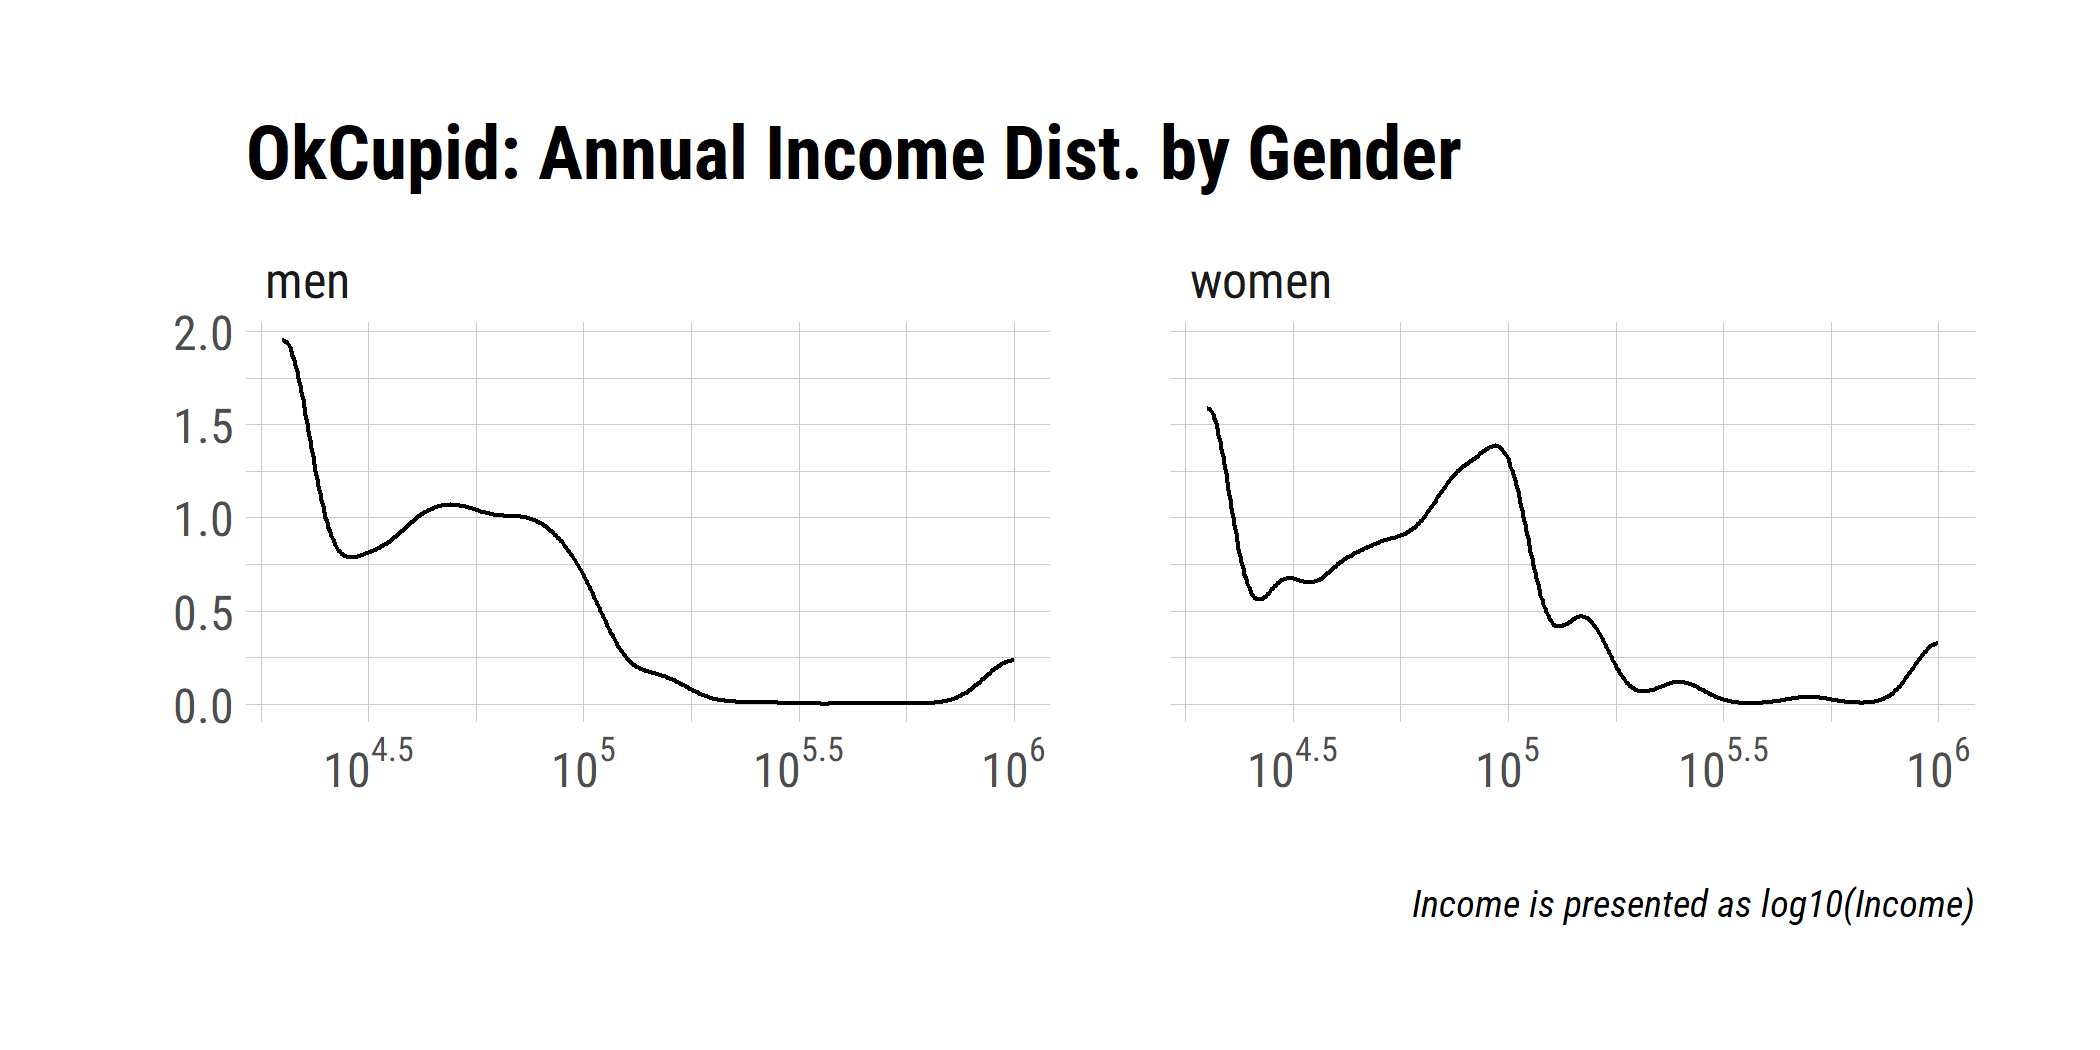 OkCupid: Annual Income Dist. by Gender
men
women
2.0
1.5
1.0
0.5
0.0
10^4.5 10^5 10^5.5 10^6
10^4.5 10^5 10^5.5 10^6
Income is presented as log10(Income)